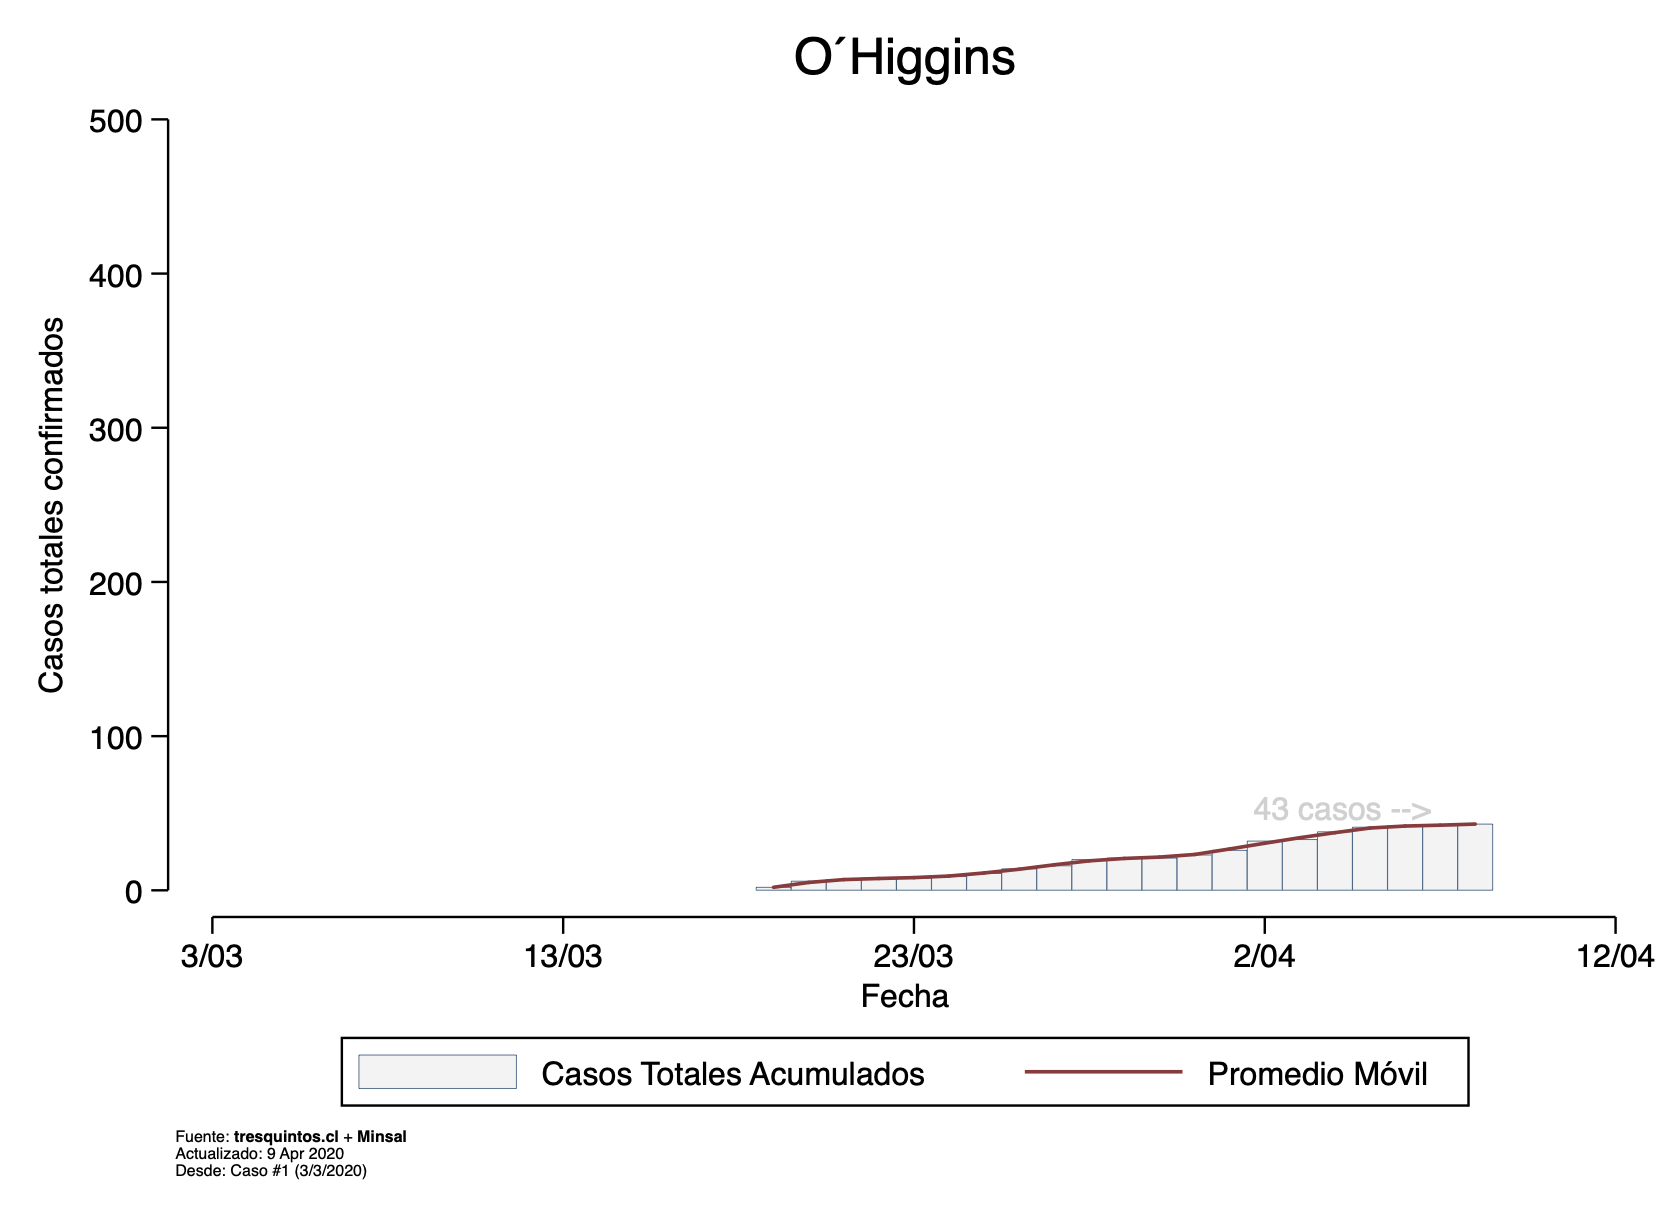 O´Higgins
Casos totales confirmados
500
400
300
200
100
0
43 casos -->
3/03 13/03 23/03 2/04 12/04
Fecha
Casos Totales Acumulados Promedio Móvil
Fuente: tresquintos.cl + Minsal
Actualizado: 9 Apr 2020
Desde: Caso #1 (3/3/2020)